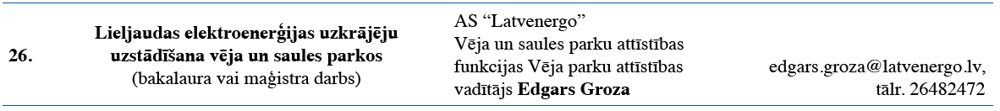 26.
Lieljaudas elektroenerģijas uzkrājēju
uzstādīšana vēja un saules parkos
(bakalaura vai maģistra darbs)
AS “Latvenergo”
Vēja un saules parku attīstības
funkcijas Vēja parku attīstības
vadītājs Edgars Groza
edgars.groza@latvenergo.lv,
tālr. 26482472